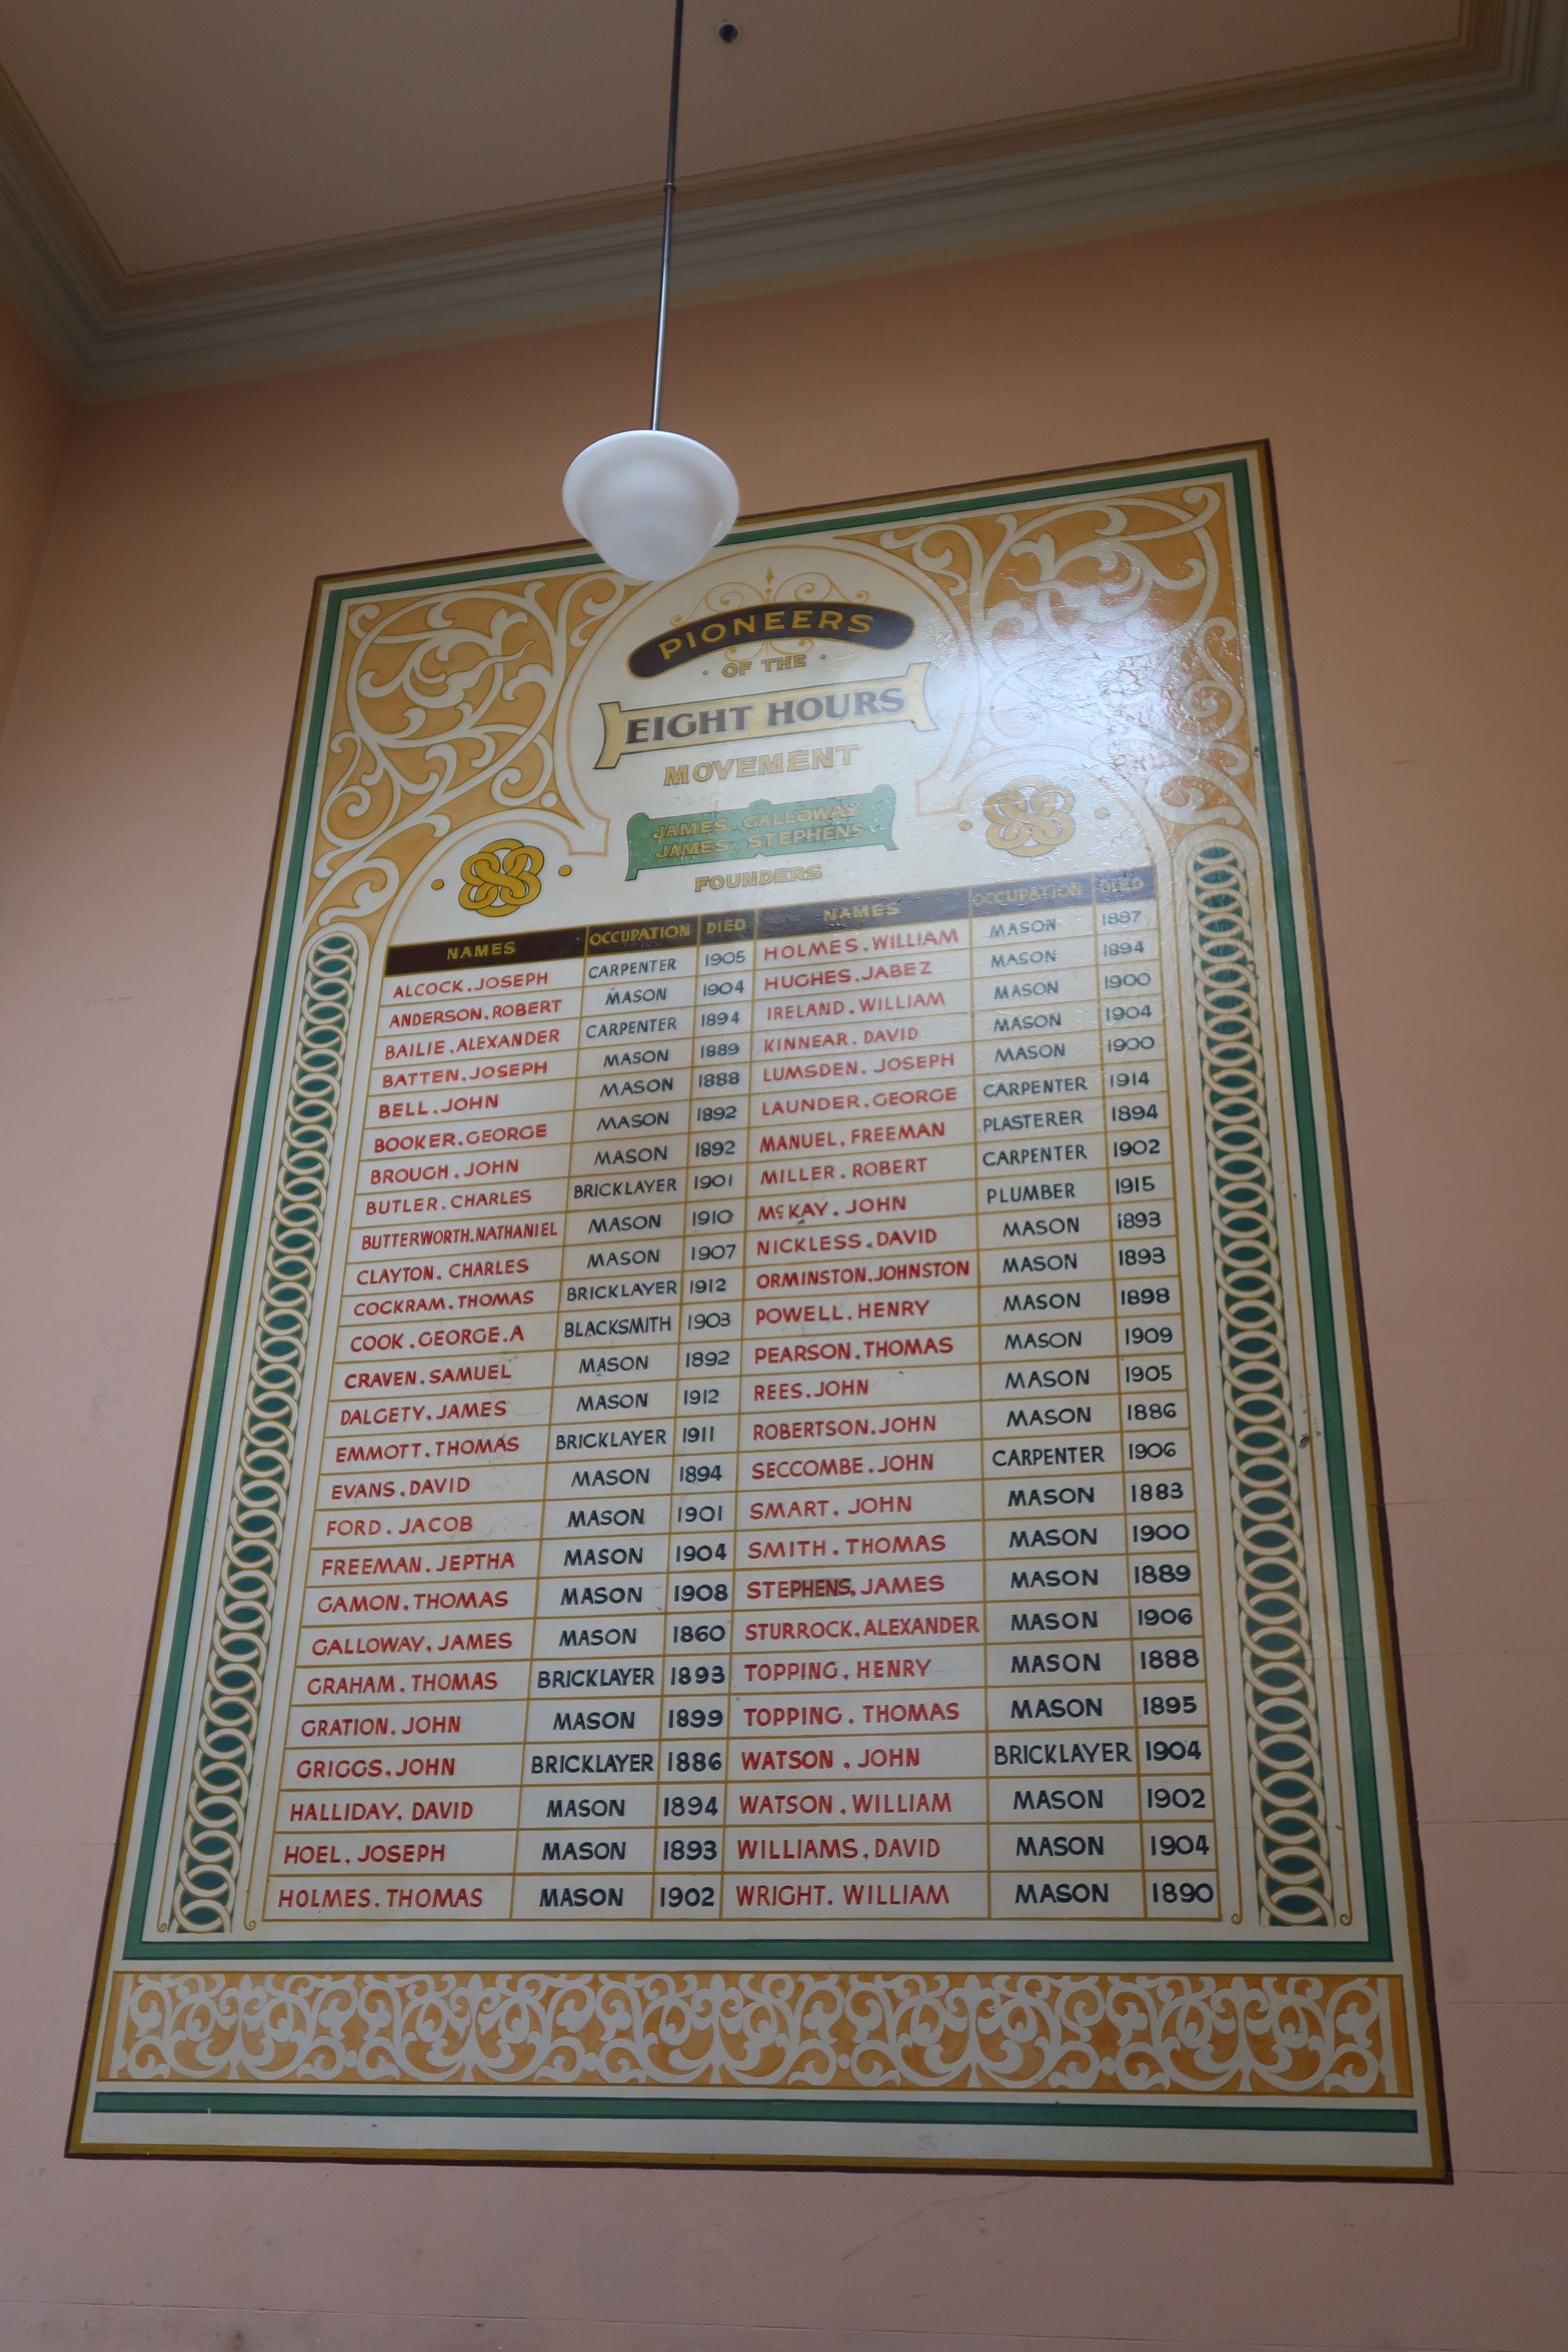 PIONEERS
· OF THE ·
EIGHT HOURS
MOVEMENT
JAMES GALLOWAY
JAMES STEPHENS
FOUNDERS
NAMES OCCUPATION DIED NAMES OCCUPATION DIED
ALCOCK.JOSEPH CARPENTER 1905 HOLMES.WILLIAM MASON 1887
ANDERSON.ROBERT MASON 1904 HUGHES.JABEZ MASON 1894
BAILIE.ALEXANDER CARPENTER 1894 IRELAND.WILLIAM MASON 1900
BATTEN.JOSEPH MASON 1889 KINNEAR.DAVID MASON 1904
BELL.JOHN MASON 1888 LUMSDEN.JOSEPH MASON 1900
BOOKER.GEORGE MASON 1892 LAUNDER.GEORGE CARPENTER 1914
BROUGH.JOHN MASON 1892 MANUEL.FREEMAN PLASTERER 1894
BUTLER.CHARLES BRICKLAYER 1901 MILLER.ROBERT CARPENTER 1902
BUTTERWORTH.NATHANIEL MASON 1910 McKAY.JOHN PLUMBER 1915
CLAYTON.CHARLES MASON 1907 NICKLESS.DAVID MASON 1893
COCKRAM.THOMAS BRICKLAYER 1912 ORMINSTON.JOHNSTON MASON 1893
COOK.GEORGE.A BLACKSMITH 1903 POWELL.HENRY MASON 1898
CRAVEN.SAMUEL MASON 1892 PEARSON.THOMAS MASON 1909
DALGETY.JAMES MASON 1912 REES.JOHN MASON 1905
EMMOTT.THOMAS BRICKLAYER 1911 ROBERTSON.JOHN MASON 1886
EVANS.DAVID MASON 1894 SECCOMBE.JOHN CARPENTER 1906
FORD.JACOB MASON 1901 SMART.JOHN MASON 1883
FREEMAN.JEPTHA MASON 1904 SMITH.THOMAS MASON 1900
GAMON.THOMAS MASON 1908 STEPHENS.JAMES MASON 1889
GALLOWAY.JAMES MASON 1860 STURROCK.ALEXANDER MASON 1906
GRAHAM.THOMAS BRICKLAYER 1893 TOPPING.HENRY MASON 1888
GRATION.JOHN MASON 1899 TOPPING.THOMAS MASON 1895
GRIGGS.JOHN BRICKLAYER 1886 WATSON.JOHN BRICKLAYER 1904
HALLIDAY.DAVID MASON 1894 WATSON.WILLIAM MASON 1902
HOEL.JOSEPH MASON 1893 WILLIAMS.DAVID MASON 1904
HOLMES.THOMAS MASON 1902 WRIGHT.WILLIAM MASON 1890